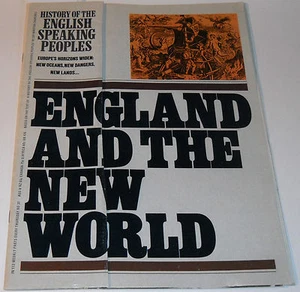 HISTORY OF THE
ENGLISH
SPEAKING
PEOPLES
EUROPE'S HORIZONS WIDEN:
NEW OCEANS, NEW DANGERS,
NEW LANDS...
ENGLAND
AND THE
NEW
WORLD